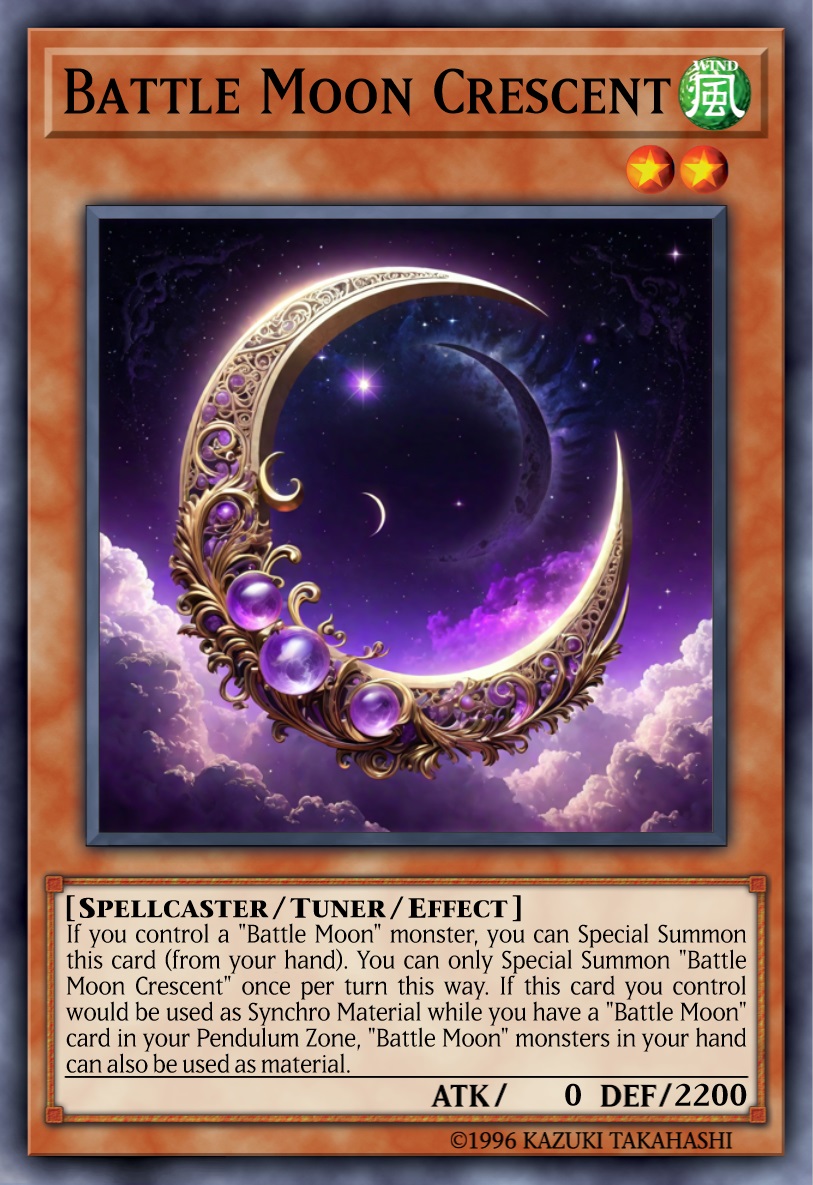 Battle Moon Crescent
WIND
風
[Spellcaster/Tuner/Effect]
If you control a "Battle Moon" monster, you can Special Summon
this card (from your hand). You can only Special Summon "Battle
Moon Crescent" once per turn this way. If this card you control
would be used as Synchro Material while you have a "Battle Moon"
card in your Pendulum Zone, "Battle Moon" monsters in your hand
can also be used as material.
ATK/ 0 DEF/2200
©1996 KAZUKI TAKAHASHI